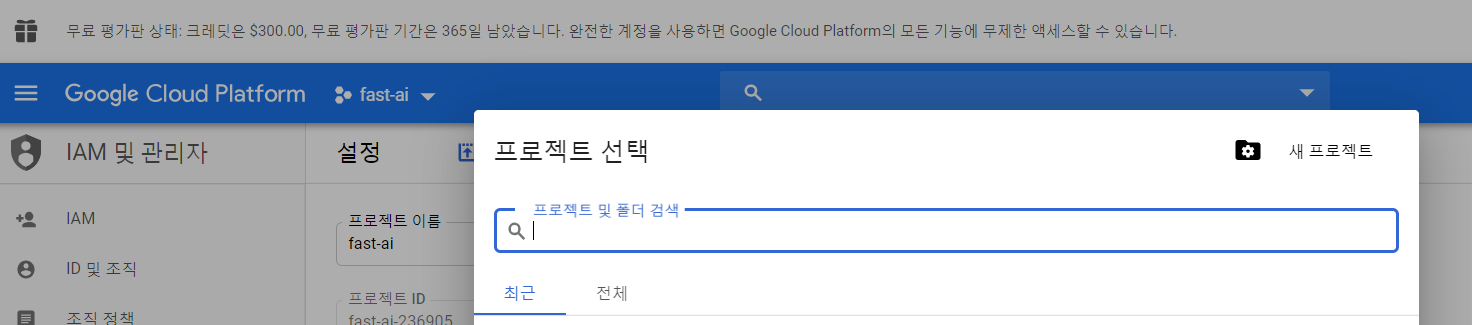 무료 평가판 상태: 크레딧은 $300.00, 무료 평가판 기간은 365일 남았습니다. 완전한 계정을 사용하면 Google Cloud Platform의 모든 기능에 무제한 액세스할 수 있습니다.
Google Cloud Platform
fast-ai
IAM 및 관리자
설정
프로젝트 선택
새 프로젝트
IAM
프로젝트 이름
fast-ai
프로젝트 및 폴더 검색
ID 및 조직
최근
전체
조직 정책
프로젝트 ID
fast-ai-236905